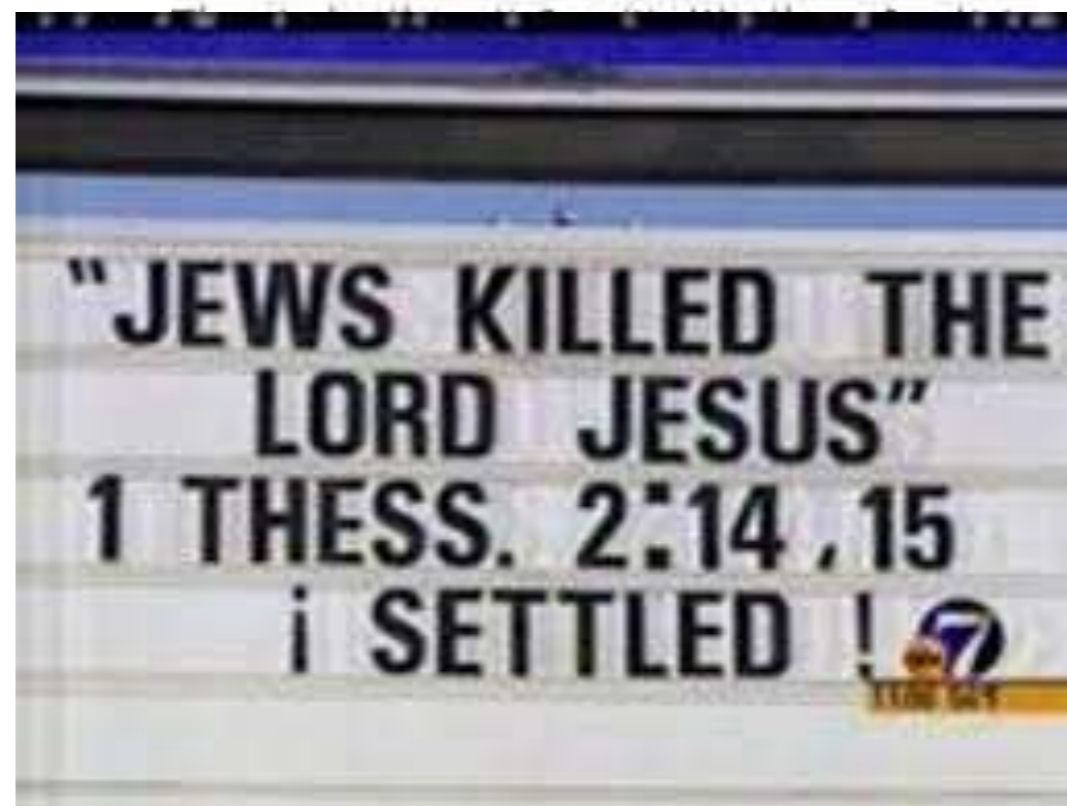 "JEWS KILLED THE
LORD JESUS"
1 THESS. 2:14,15
¡ SETTLED !
7